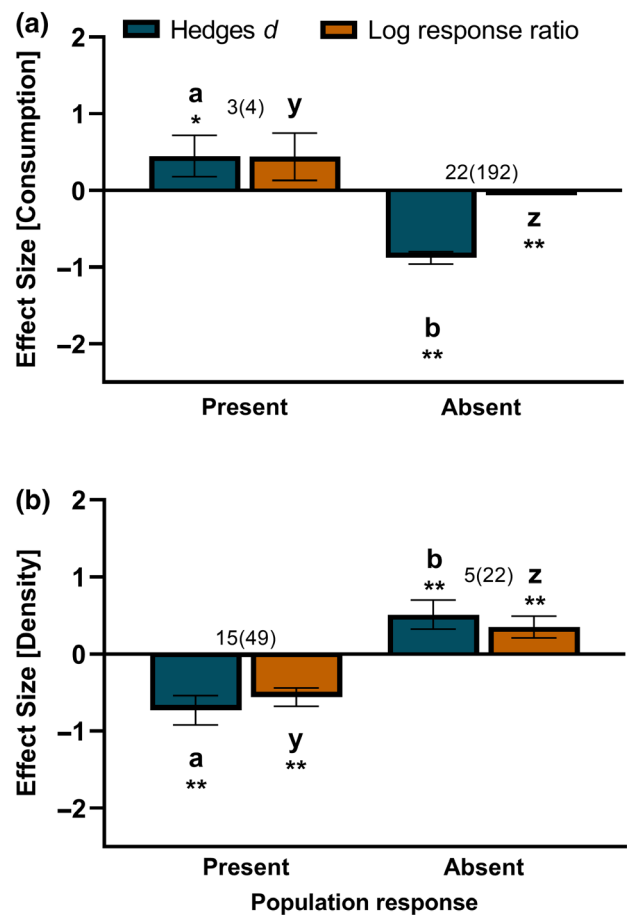 (a) Hedges d Log response ratio
2
1
0
−1
−2
Effect Size [Consumption]
a
*
3(4)
y
22(192)
b
**
z
**
Present Absent
(b)
2
1
0
−1
−2
Effect Size [Density]
15(49)
a
**
y
**
b
**
5(22)
z
**
Present Absent
Population response